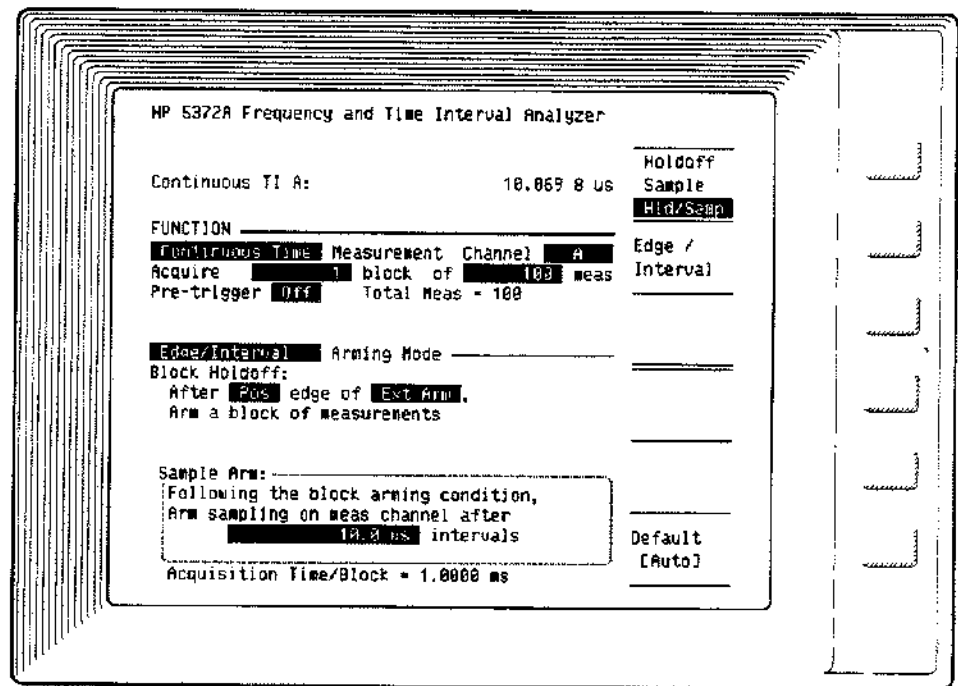 HP 5372A Frequency and Time Interval Analyzer
Continuous TI A: 10.069 8 us
FUNCTION
Continuous Time Measurement Channel A
Acquire 1 block of 100 meas
Pre-trigger Off Total Meas = 100
Edge/Interval Arming Mode
Block Holdoff:
After Pos edge of Ext Arm,
Arm a block of measurements
Sample Arm:
Following the block arming condition,
Arm sampling on meas channel after
10.0 us intervals
Acquisition Time/Block = 1.0000 ms
Holdoff
Sample
Hld/Samp
Edge /
Interval
Default
[Auto]